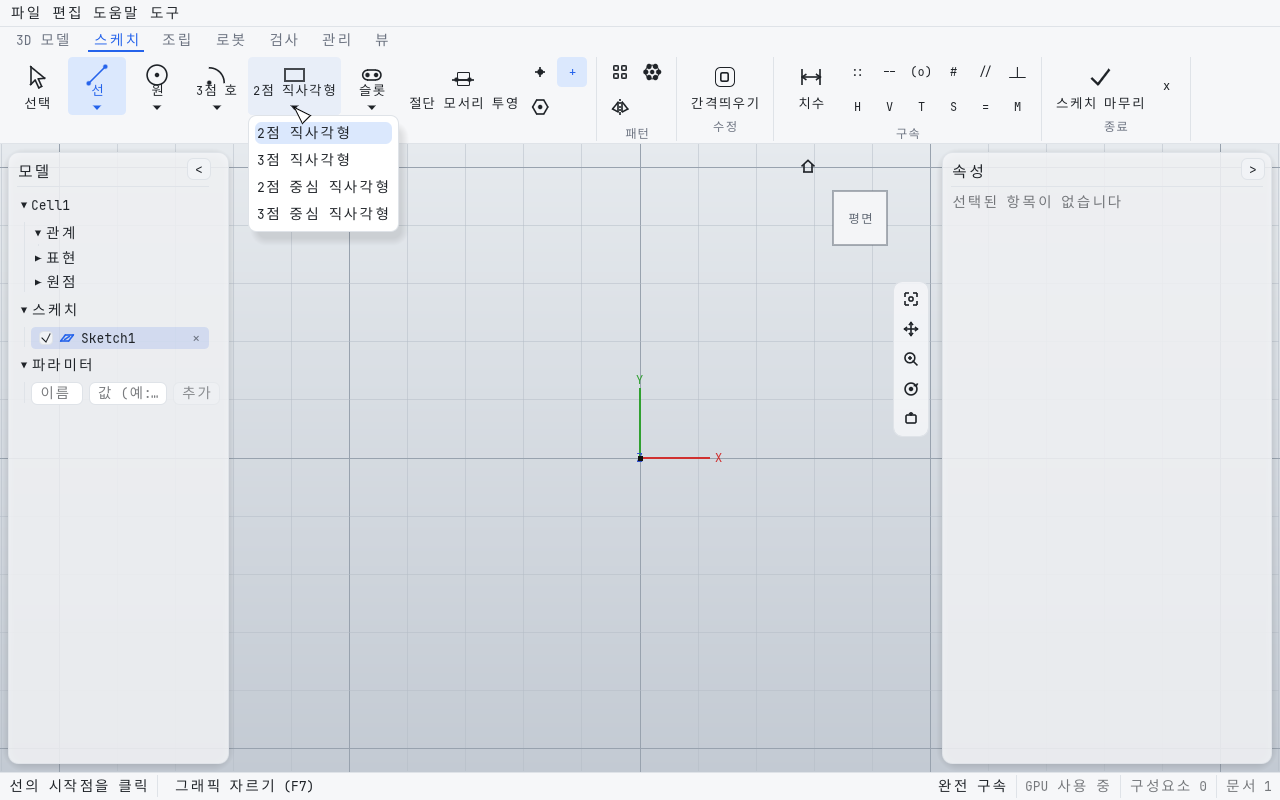 파일 편집 도움말 도구
3D 모델 스케치 조립 로봇 검사 관리 뷰
선택 선 원 3점 호 2점 직사각형 슬롯 절단 모서리 투영
+
패턴
간격띄우기
수정
치수
:: -- (o) # // ⊥
H V T S = M
구속
스케치 마무리
종료
x
2점 직사각형
3점 직사각형
2점 중심 직사각형
3점 중심 직사각형
모델 <
▼ Cell1
▼ 관계
▶ 표현
▶ 원점
▼ 스케치
Sketch1 ×
▼ 파라미터
이름 값 (예:… 추가
평면
Y
X
속성 >
선택된 항목이 없습니다
선의 시작점을 클릭 그래픽 자르기 (F7)
완전 구속 GPU 사용 중 구성요소 0 문서 1